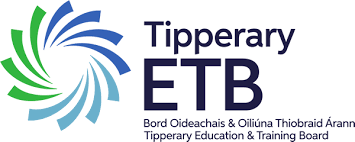 Tipperary
ETB
Bord Oideachais & Oiliúna Thiobraid Árann
Tipperary Education & Training Board